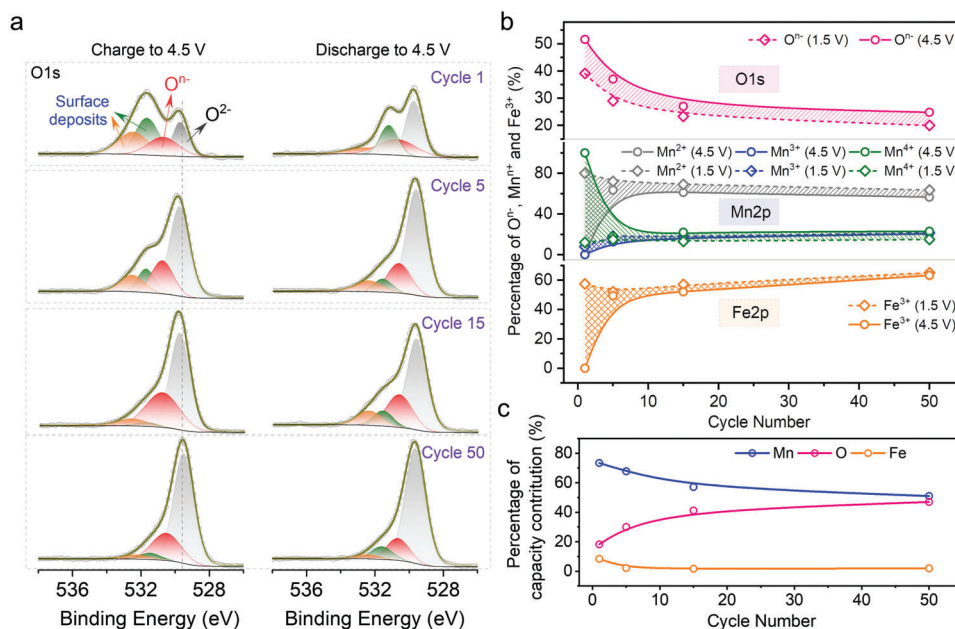 a
Charge to 4.5 V
Discharge to 4.5 V
O1s
Surface
deposits
Oⁿ⁻
O²⁻
Cycle 1
Cycle 5
Cycle 15
Cycle 50
536 532 528
536 532 528
Binding Energy (eV)
Binding Energy (eV)
b
Percentage of Oⁿ⁻, Mnⁿ⁺ and Fe³⁺ (%)
50
40
30
20
Oⁿ⁻ (1.5 V) Oⁿ⁻ (4.5 V)
O1s
80
40
0
Mn²⁺ (4.5 V) Mn³⁺ (4.5 V) Mn⁴⁺ (4.5 V)
Mn²⁺ (1.5 V) Mn³⁺ (1.5 V) Mn⁴⁺ (1.5 V)
Mn2p
60
40
20
0
Fe2p
Fe³⁺ (1.5 V)
Fe³⁺ (4.5 V)
0 10 20 30 40 50
Cycle Number
c
Percentage of
capacity contribution (%)
80
60
40
20
0
Mn O Fe
0 10 20 30 40 50
Cycle Number